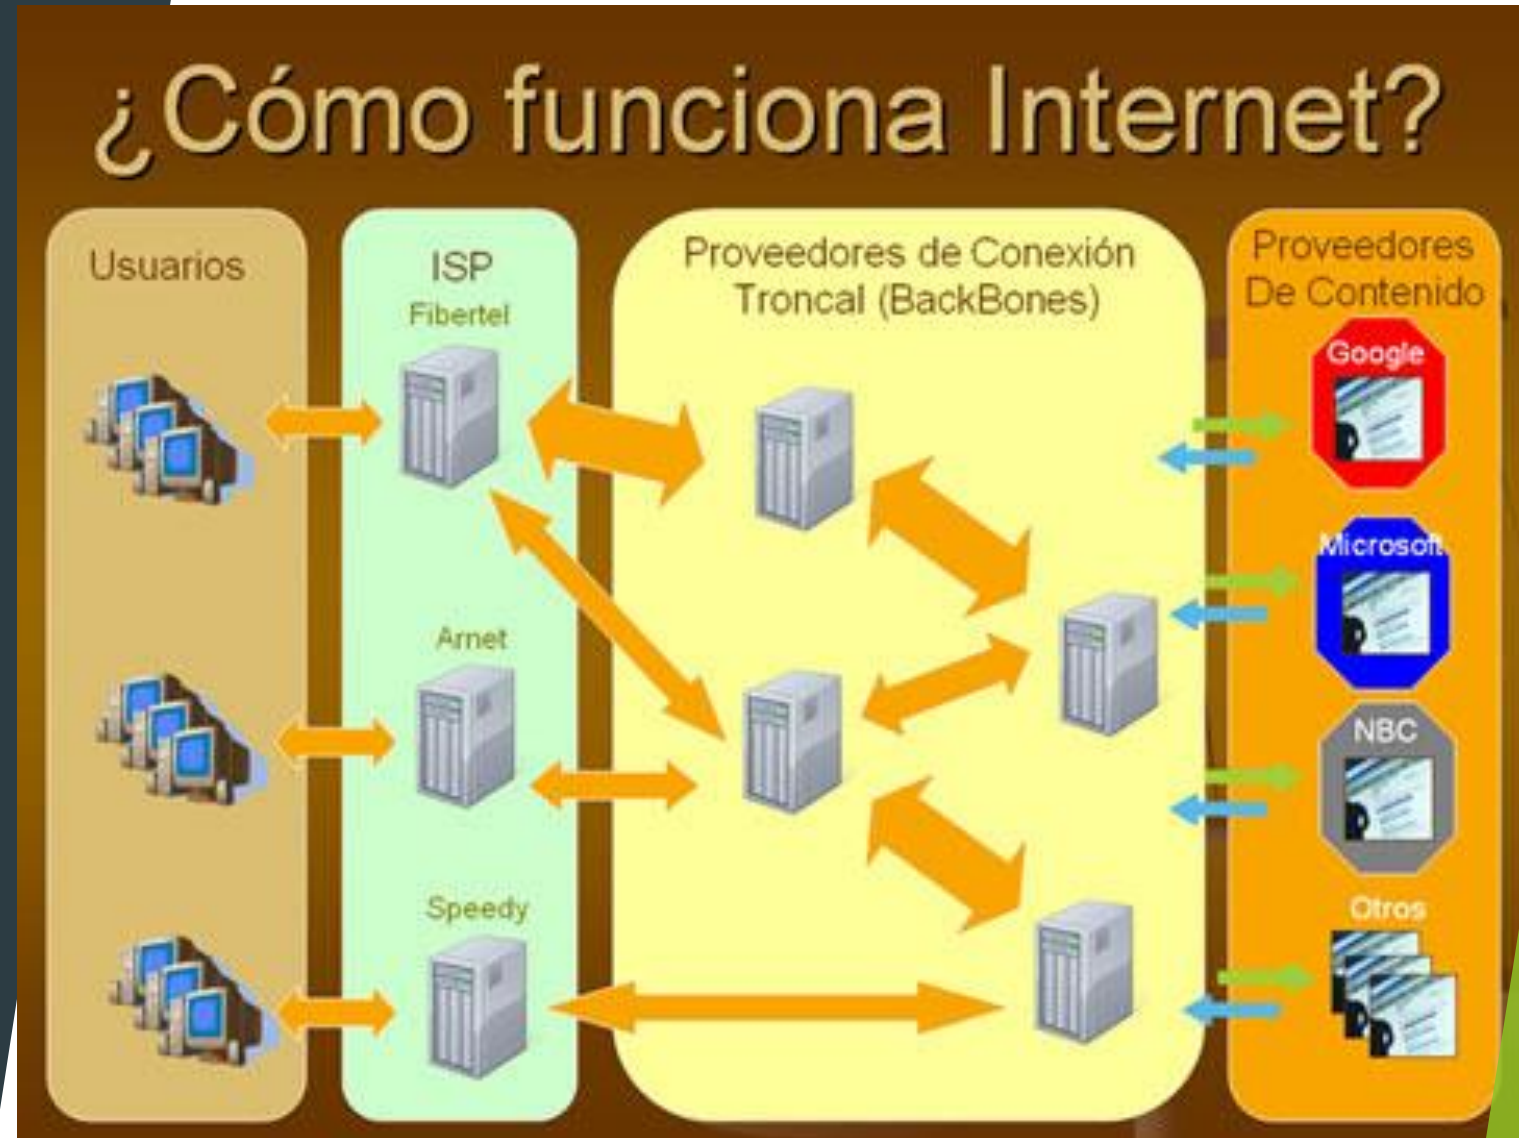 ¿Cómo funciona Internet?
Usuarios
ISP
Fibertel
Arnet
Speedy
Proveedores de Conexión
Troncal (BackBones)
Proveedores
De Contenido
Google
Microsoft
NBC
Otros